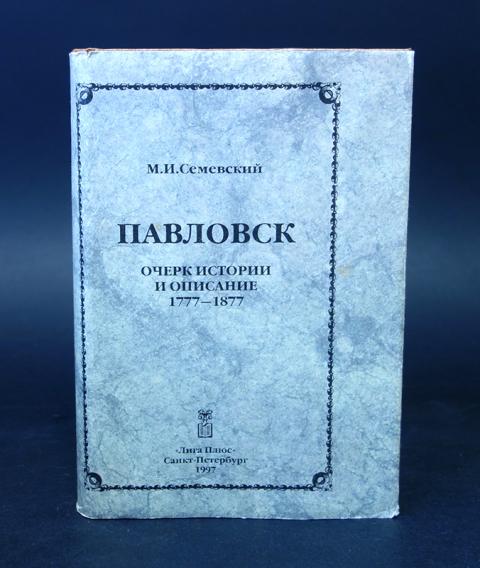 М.И.Семевский
ПАВЛОВСК
ОЧЕРК ИСТОРИИ
И ОПИСАНИЕ
1777—1877
«Лига Плюс»
Санкт-Петербург
1997